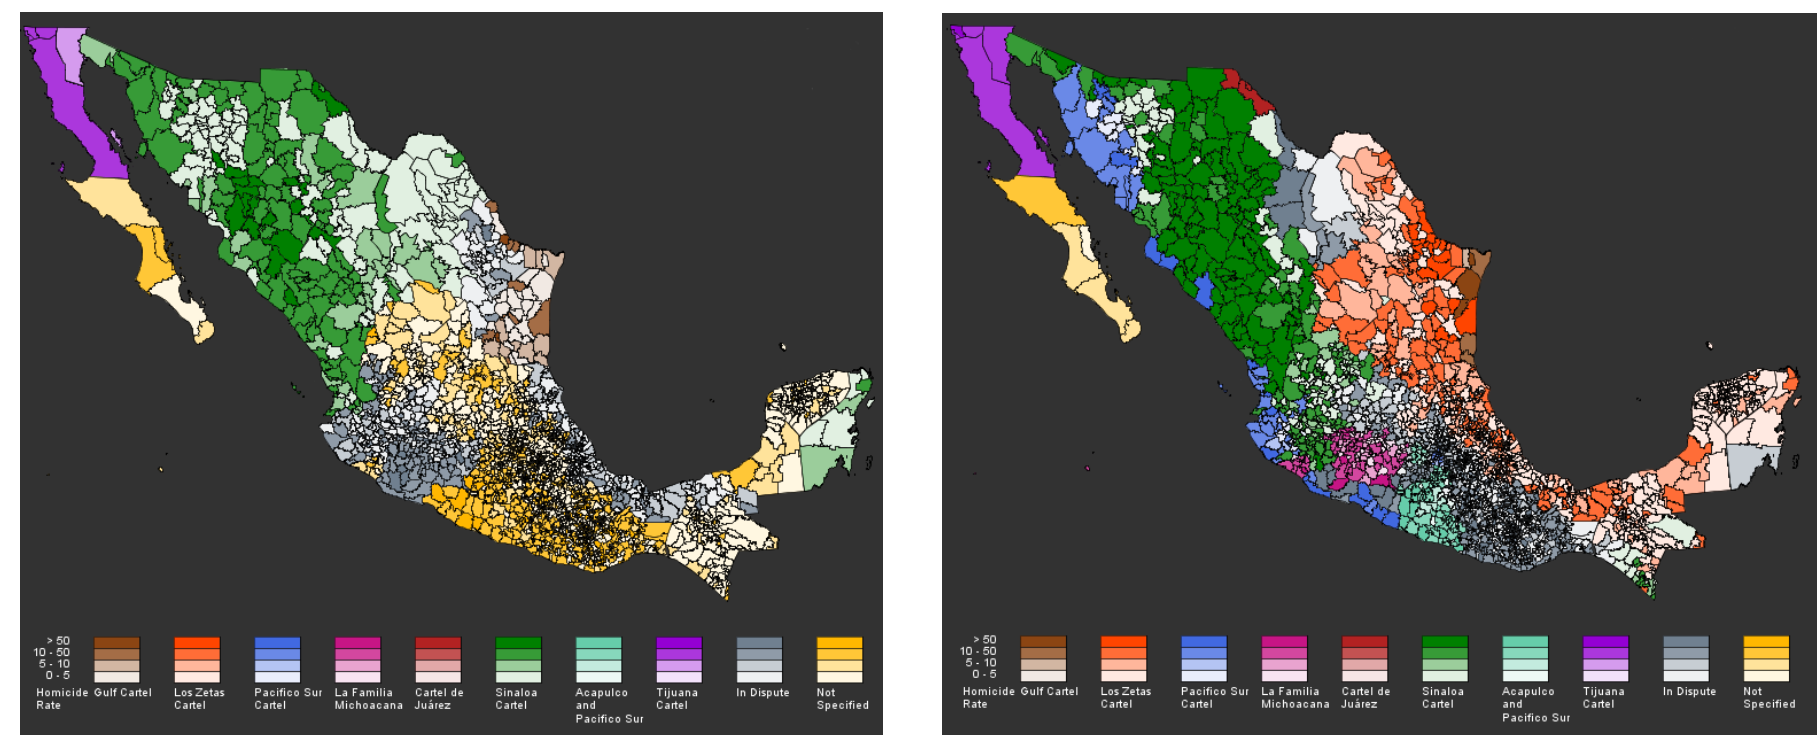 > 50
10 - 50
5 - 10
0 - 5
Homicide Rate
Gulf Cartel
Los Zetas Cartel
Pacifico Sur Cartel
La Familia Michoacana
Cartel de Juárez
Sinaloa Cartel
Acapulco and Pacifico Sur
Tijuana Cartel
In Dispute
Not Specified
> 50
10 - 50
5 - 10
0 - 5
Homicide Rate
Gulf Cartel
Los Zetas Cartel
Pacifico Sur Cartel
La Familia Michoacana
Cartel de Juárez
Sinaloa Cartel
Acapulco and Pacifico Sur
Tijuana Cartel
In Dispute
Not Specified